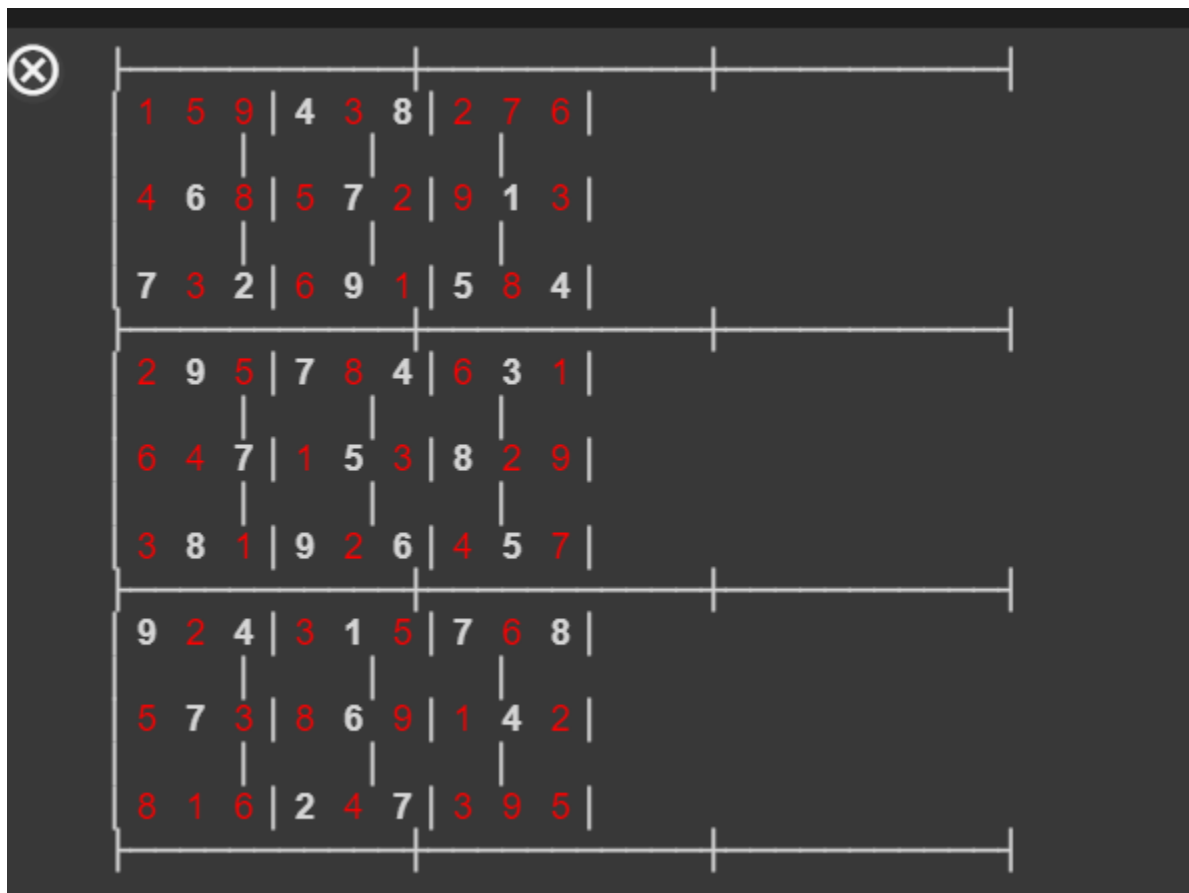 1 5 9 | 4 3 8 | 2 7 6 |
4 6 8 | 5 7 2 | 9 1 3 |
7 3 2 | 6 9 1 | 5 8 4 |
2 9 5 | 7 8 4 | 6 3 1 |
6 4 7 | 1 5 3 | 8 2 9 |
3 8 1 | 9 2 6 | 4 5 7 |
9 2 4 | 3 1 5 | 7 6 8 |
5 7 3 | 8 6 9 | 1 4 2 |
8 1 6 | 2 4 7 | 3 9 5 |